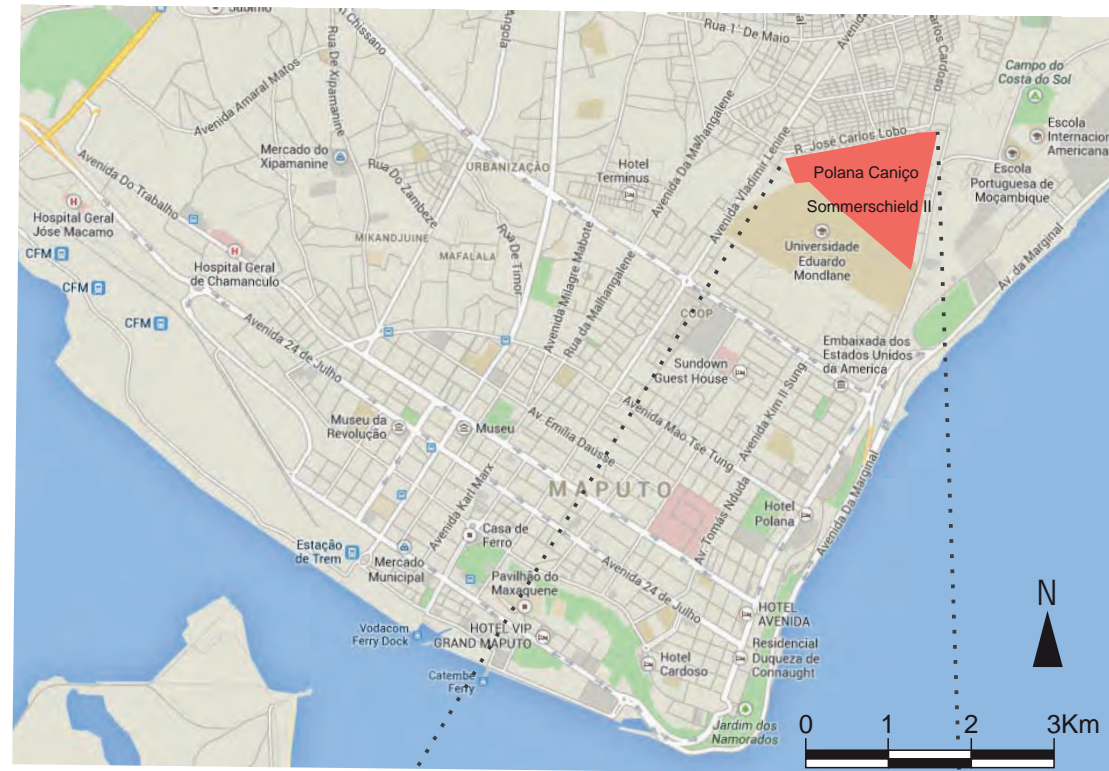 Jubimo
m Chissano
Angola
Rua De Xipamanine
Rua 1° De Maio
Avenida
Cardoso
Campo do
Costa do Sol
Avenida Amaral Matos
Mercado do
Xipamanine
Rua Do Zambeze
URBANIZAÇÃO
Hotel
Terminus
Avenida Da Malhangalene
Avenida Vladimir Lenine
R. José Carlos Lobo
Escola
Internacion
Americana
Polana Caniço
Sommerschield II
Escola
Portuguesa de
Moçambique
Avenida Do Trabalho
Hospital Geral
Jóse Macamo
CFM
CFM
CFM
Hospital Geral
de Chamanculo
MIKANDJUINE
MAFALALA
Rua De Timor
Avenida Milagre Mabote
Rua da Malhangalene
Universidade
Eduardo
Mondlane
Av. da Marginal
COOP
Avenida 24 de Julho
Sundown
Guest House
Embaixada dos
Estados Unidos
da America
Avenida Kim Il Sung
Museu da
Revolução
Museu
Av. Emília Daússe
Avenida Mao Tse Tung
MAPUTO
Avenida Karl Marx
Av. Tomás Nduda
Hotel
Polana
Avenida Da Marginal
Casa de
Ferro
Estação
de Trem
Mercado
Municipal
Avenida 24 de Julho
Pavilhão do
Maxaquene
HOTEL
AVENIDA
Vodacom
Ferry Dock
HOTEL VIP
GRAND MAPUTO
Residencial
Duqueza de
Connaught
Hotel
Cardoso
Catembe
Ferry
Jardim dos
Namorados
N
0 1 2 3Km